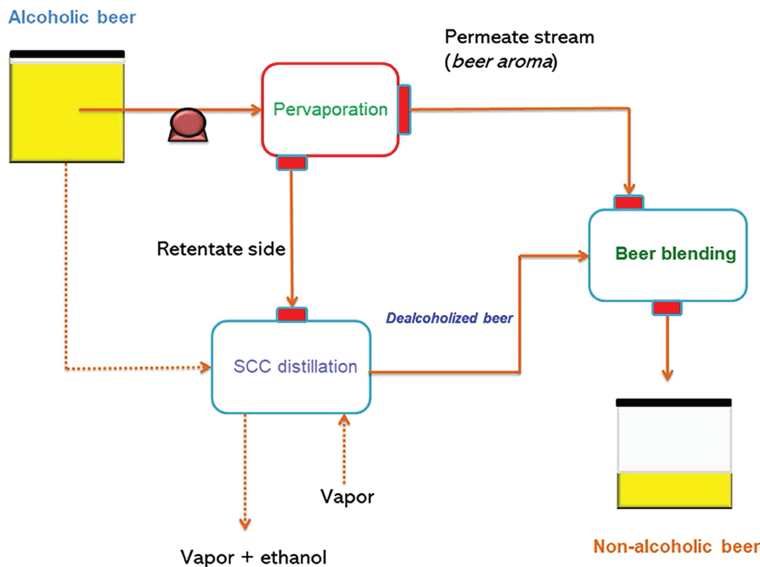 Alcoholic beer
Permeate stream
(beer aroma)
Pervaporation
Retentate side
Beer blending
Dealcoholized beer
SCC distillation
Vapor
Vapor + ethanol
Non-alcoholic beer